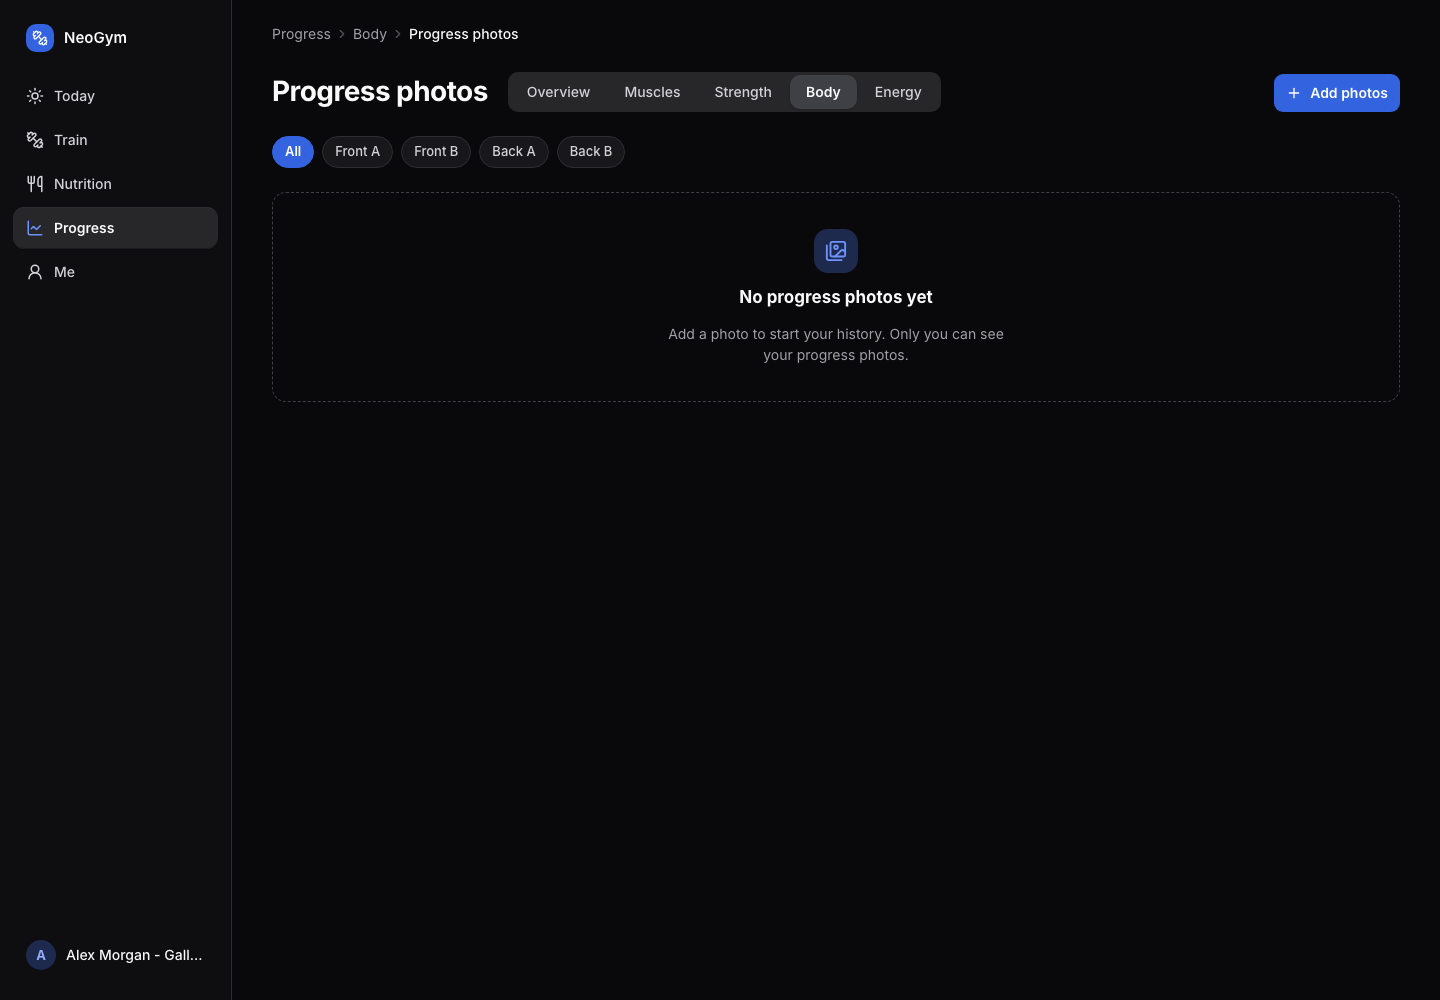 NeoGym
Today
Train
Nutrition
Progress
Me
Alex Morgan - Gall...
Progress > Body > Progress photos
Progress photos
Overview Muscles Strength Body Energy
Add photos
All Front A Front B Back A Back B
No progress photos yet
Add a photo to start your history. Only you can see
your progress photos.
A